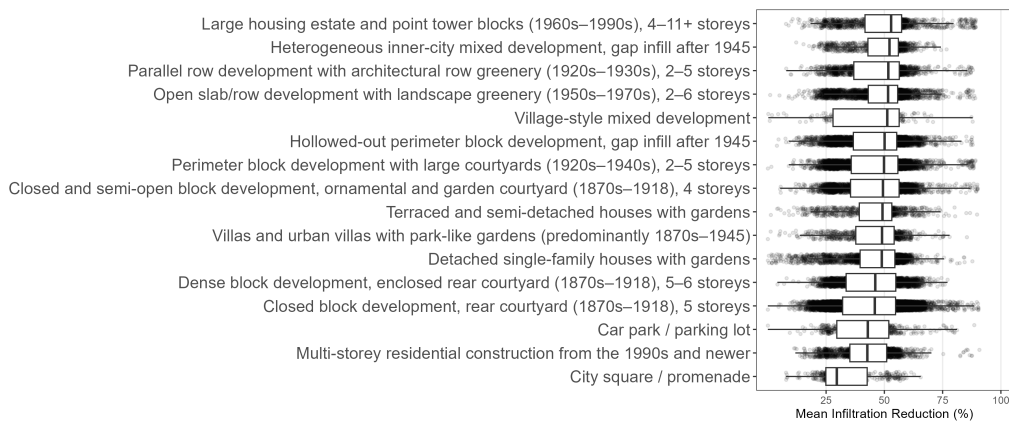 Large housing estate and point tower blocks (1960s–1990s), 4–11+ storeys
Heterogeneous inner-city mixed development, gap infill after 1945
Parallel row development with architectural row greenery (1920s–1930s), 2–5 storeys
Open slab/row development with landscape greenery (1950s–1970s), 2–6 storeys
Village-style mixed development
Hollowed-out perimeter block development, gap infill after 1945
Perimeter block development with large courtyards (1920s–1940s), 2–5 storeys
Closed and semi-open block development, ornamental and garden courtyard (1870s–1918), 4 storeys
Terraced and semi-detached houses with gardens
Villas and urban villas with park-like gardens (predominantly 1870s–1945)
Detached single-family houses with gardens
Dense block development, enclosed rear courtyard (1870s–1918), 5–6 storeys
Closed block development, rear courtyard (1870s–1918), 5 storeys
Car park / parking lot
Multi-storey residential construction from the 1990s and newer
City square / promenade
25 50 75 100
Mean Infiltration Reduction (%)